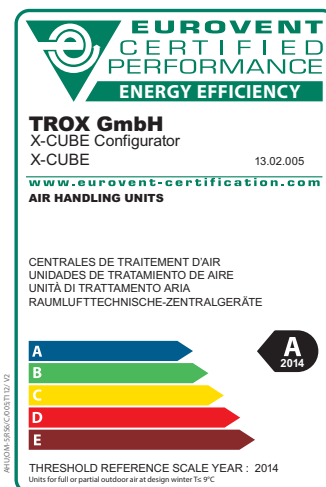 EUROVENT
CERTIFIED
PERFORMANCE
ENERGY EFFICIENCY
TROX GmbH
X-CUBE Configurator
X-CUBE 13.02.005
www.eurovent-certification.com
AIR HANDLING UNITS
CENTRALES DE TRAITEMENT D'AIR
UNIDADES DE TRATAMIENTO DE AIRE
UNITÀ DI TRATTAMENTO ARIA
RAUMLUFTTECHNISCHE-ZENTRALGERÄTE
A
B
C
D
E
A
2014
THRESHOLD REFERENCE SCALE YEAR : 2014
Units for full or partial outdoor air at design winter T≤ 9°C